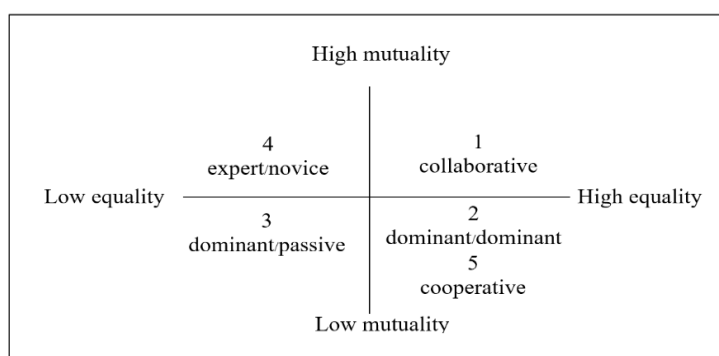 High mutuality
4
expert/novice
1
collaborative
Low equality
High equality
3
dominant/passive
2
dominant/dominant
5
cooperative
Low mutuality